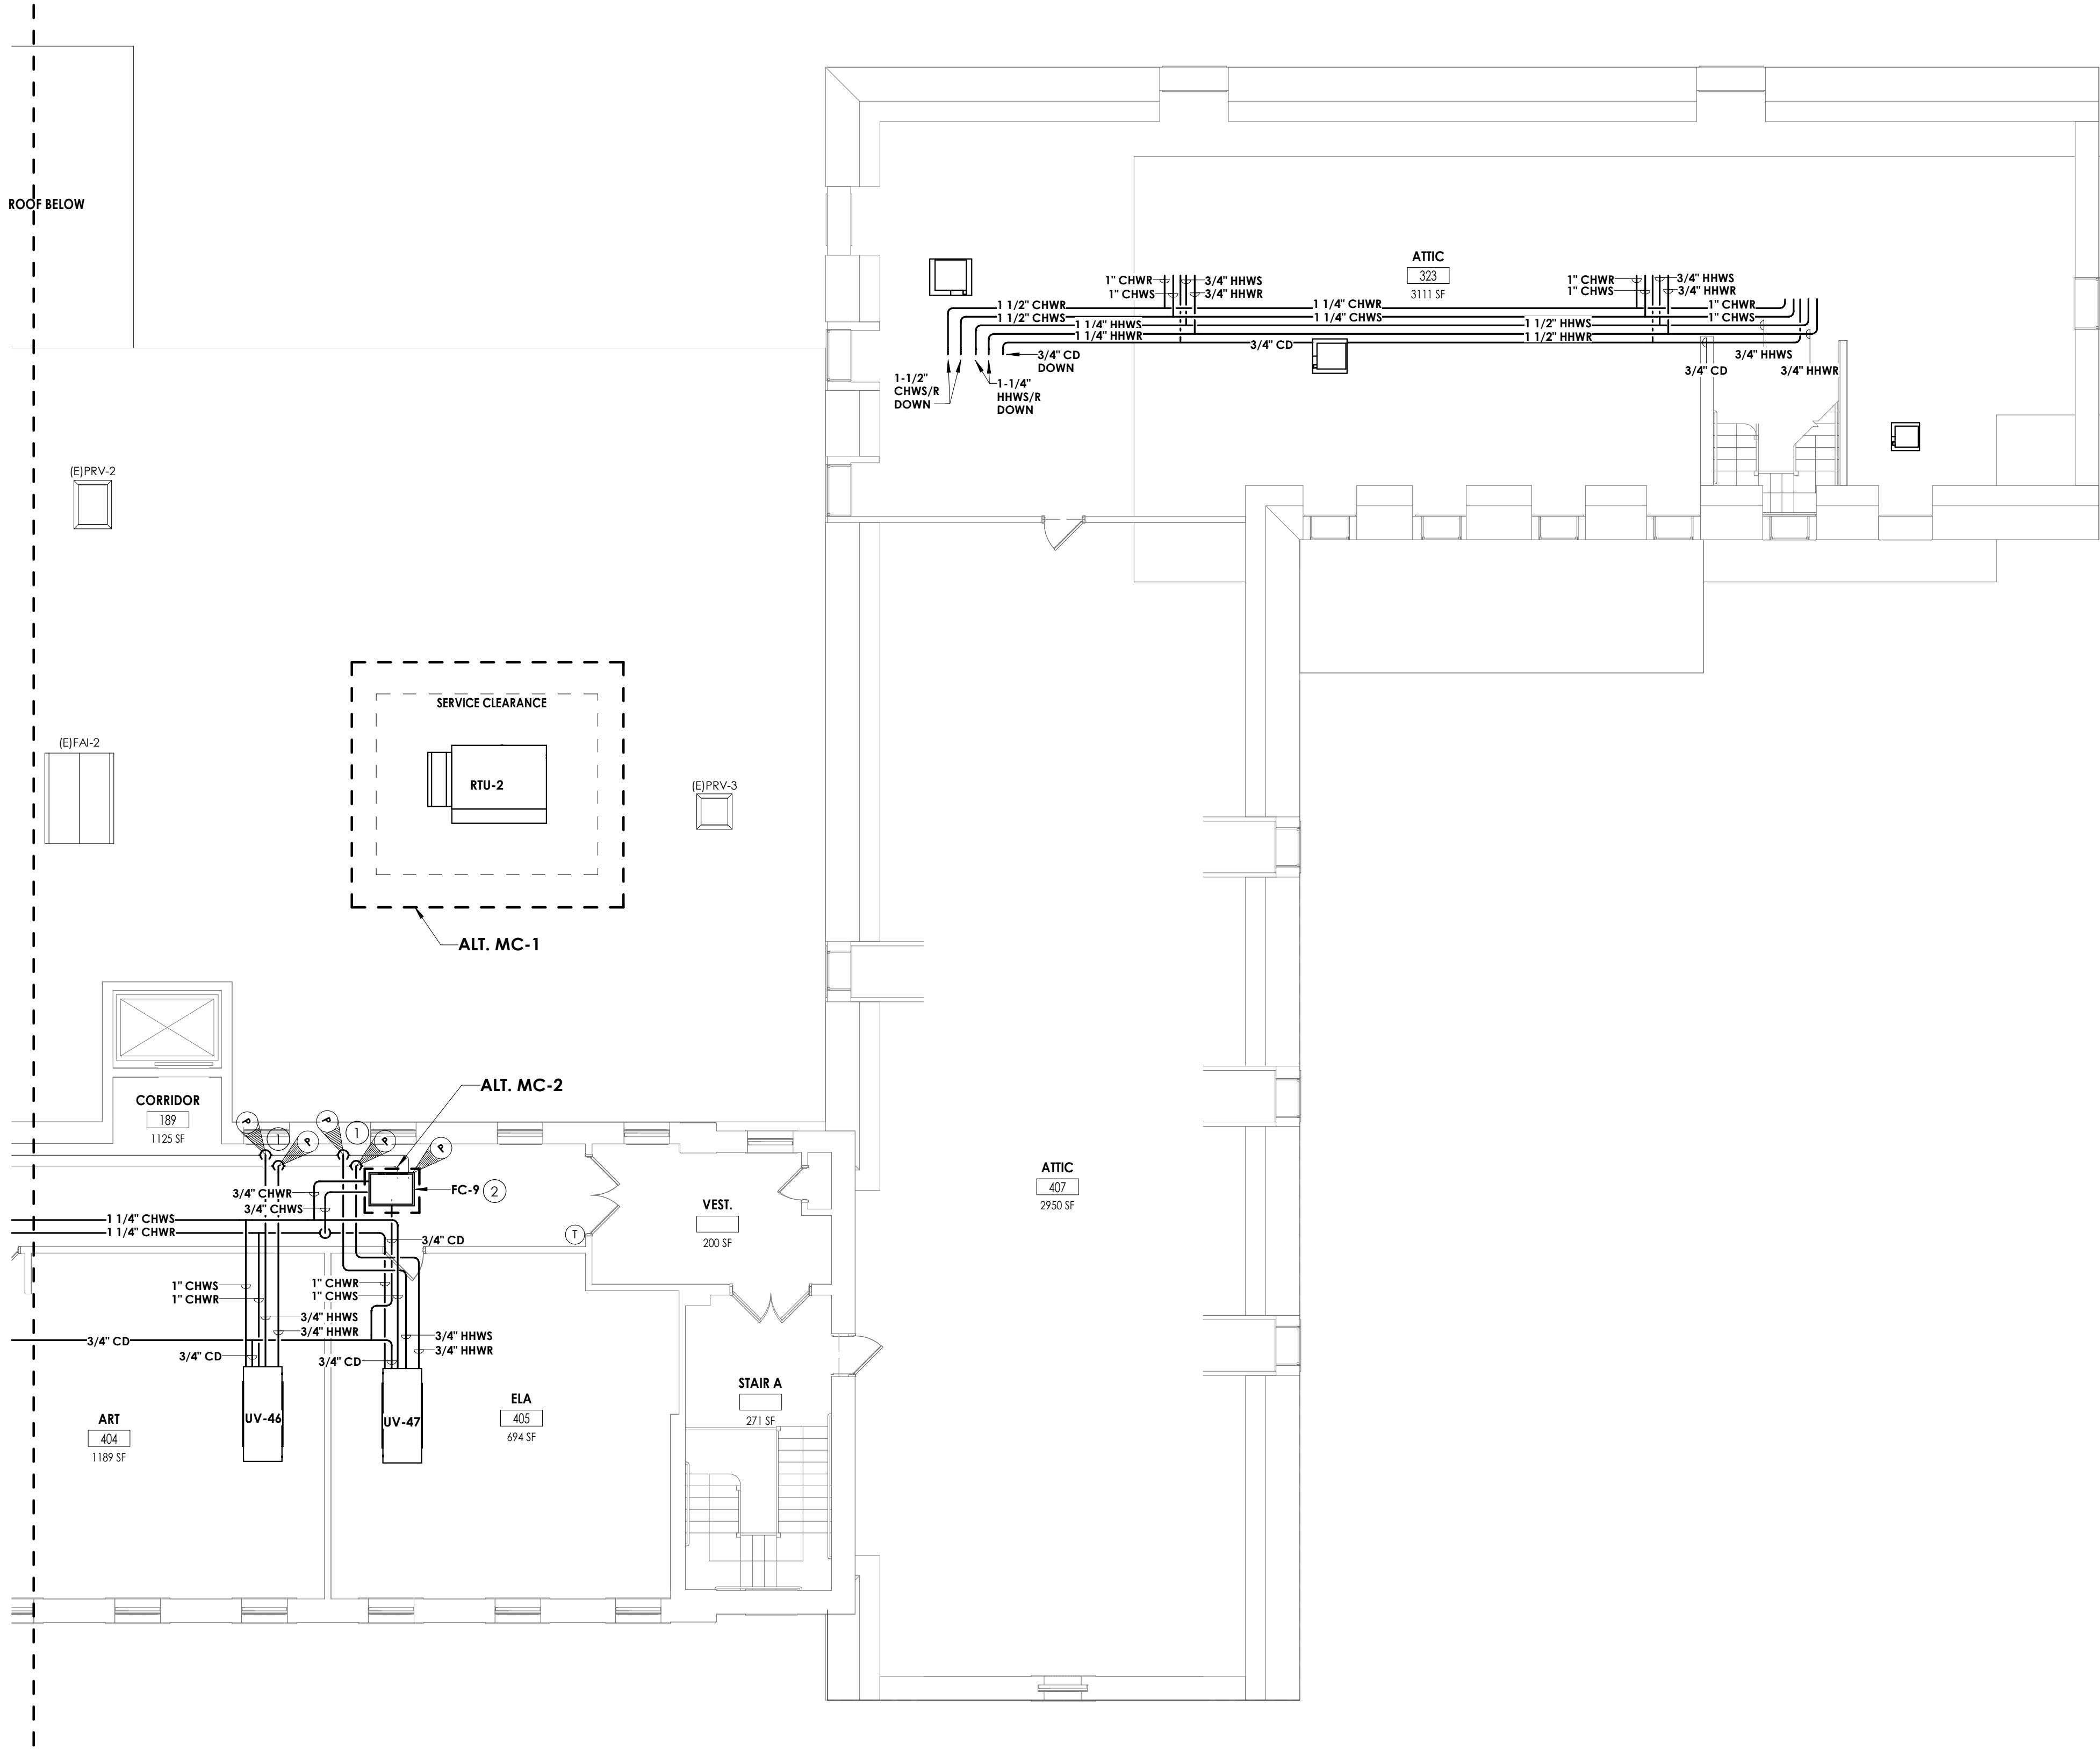 ROOF BELOW
ATTIC
323
3111 SF
1" CHWR
3/4" HHWS
1" CHWS
3/4" HHWR
1" CHWR
3/4" HHWS
1" CHWS
3/4" HHWR
1 1/2" CHWR
1 1/4" CHWR
1" CHWR
1 1/2" CHWS
1 1/4" CHWS
1" CHWS
1 1/4" HHWS
1 1/2" HHWS
1 1/4" HHWR
1 1/2" HHWR
3/4" CD
3/4" CD
DOWN
3/4" HHWS
3/4" CD
3/4" HHWR
1-1/2"
CHWS/R
DOWN
1-1/4"
HHWS/R
DOWN
(E)PRV-2
SERVICE CLEARANCE
(E)FAI-2
RTU-2
(E)PRV-3
ALT. MC-1
ALT. MC-2
CORRIDOR
189
1125 SF
P
1
P
P
1
P
P
3/4" CHWR
FC-9
2
3/4" CHWS
1 1/4" CHWS
1 1/4" CHWR
T
3/4" CD
VEST.
200 SF
ATTIC
407
2950 SF
1" CHWS
1" CHWR
1" CHWR
1" CHWS
3/4" HHWS
3/4" HHWR
3/4" CD
3/4" CD
3/4" HHWS
3/4" HHWR
3/4" CD
STAIR A
271 SF
UV-46
UV-47
ART
404
1189 SF
ELA
405
694 SF